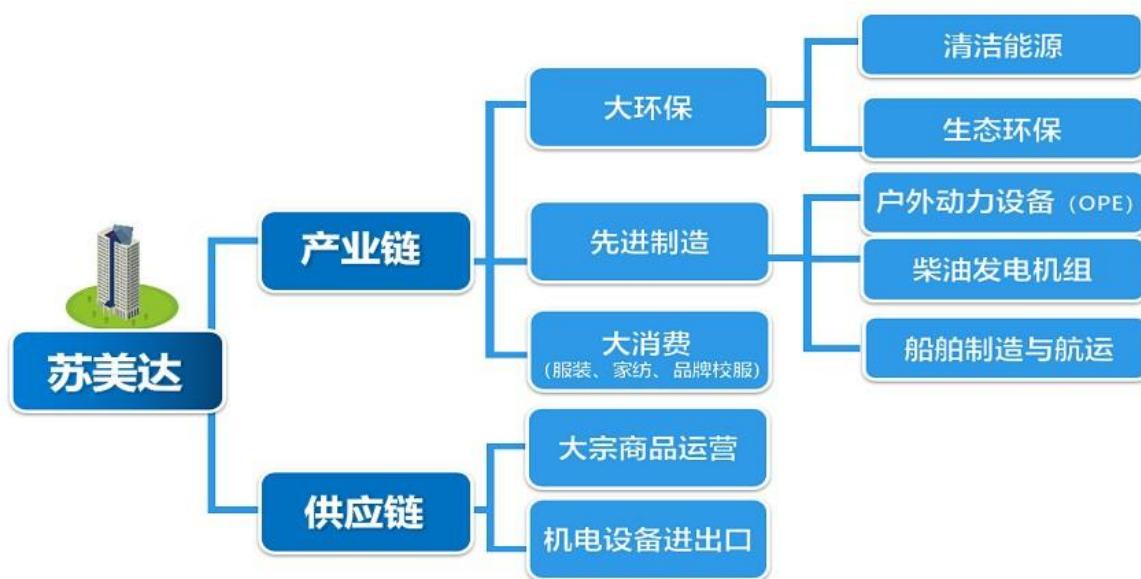 清洁能源
大环保
生态环保
户外动力设备（OPE）
产业链
先进制造
柴油发电机组
大消费
（服装、家纺、品牌校服）
船舶制造与航运
苏美达
大宗商品运营
供应链
机电设备进出口